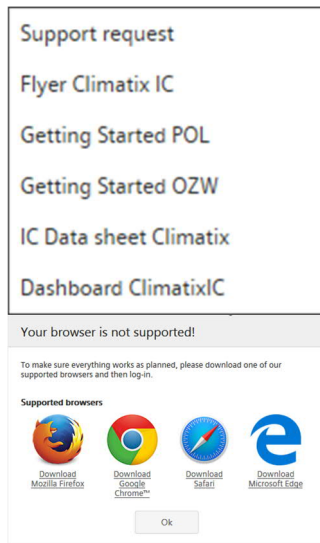 Support request
Flyer Climatix IC
Getting Started POL
Getting Started OZW
IC Data sheet Climatix
Dashboard ClimatixIC
Your browser is not supported!
To make sure everything works as planned, please download one of our
supported browsers and then log-in.
Supported browsers
Download
Mozilla Firefox
Download
Google
Chrome™
Download
Safari
Download
Microsoft Edge
Ok